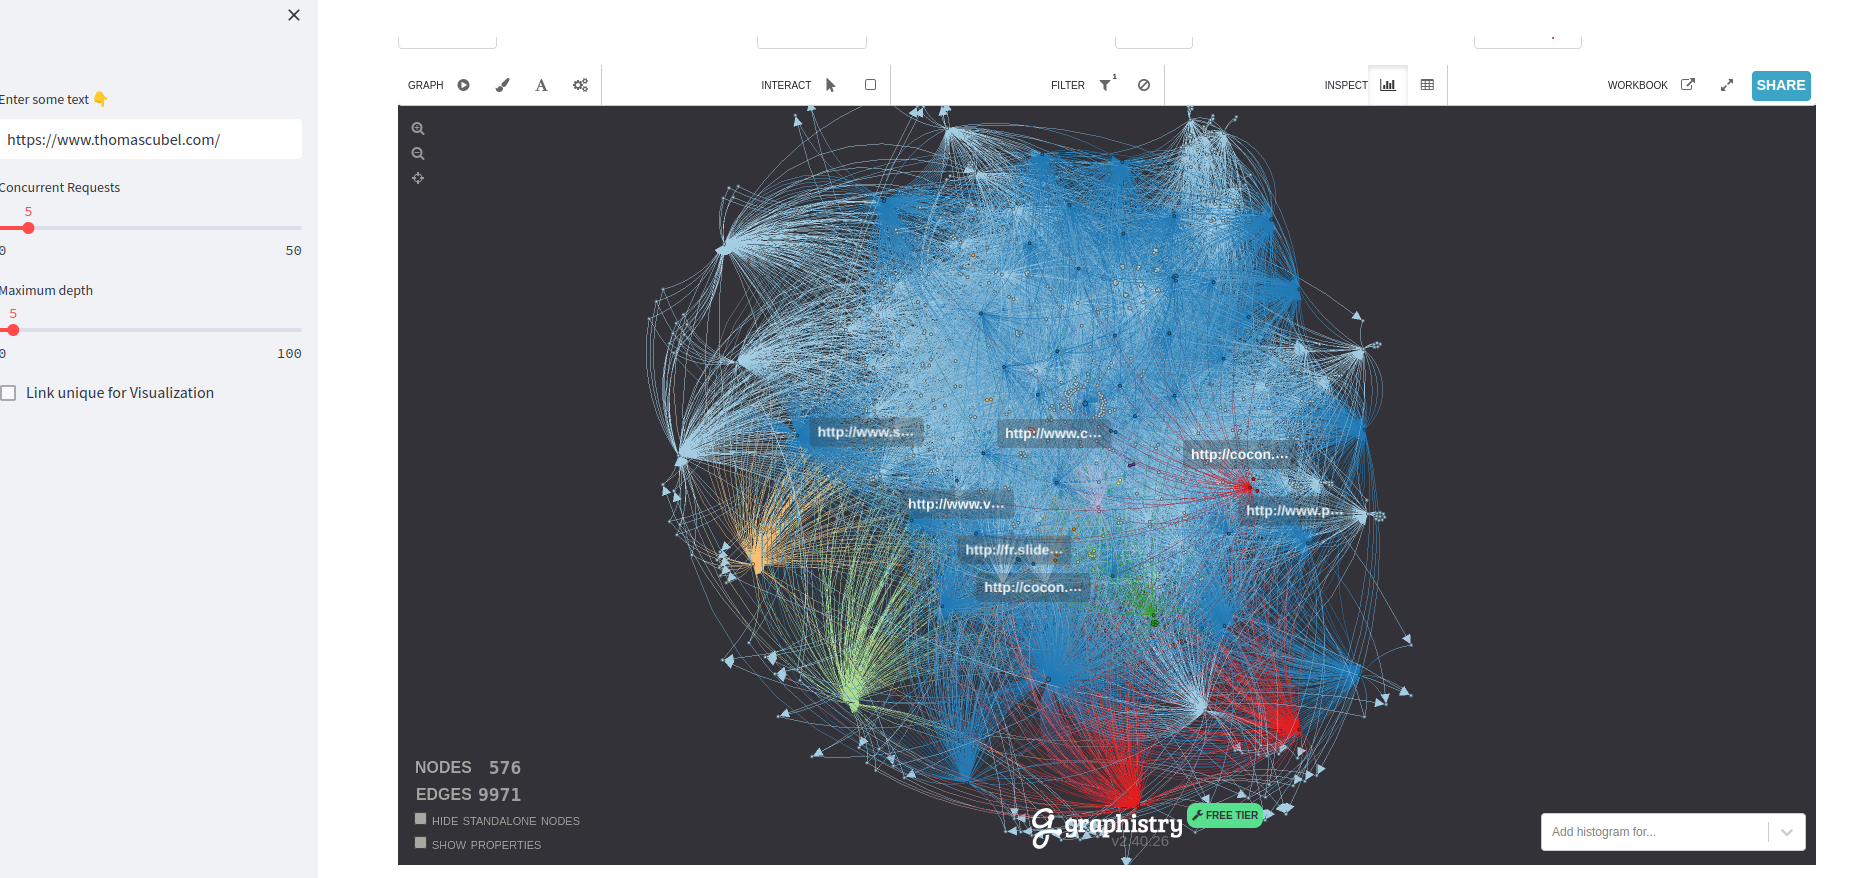 Enter some text 👇
https://www.thomascubel.com/
Concurrent Requests
5
0 50
Maximum depth
5
0 100
Link unique for Visualization
GRAPH A INTERACT FILTER 1 INSPECT WORKBOOK SHARE
http://www.s...
http://www.c...
http://cocon....
http://www.v...
http://www.p...
http://fr.slide...
http://cocon....
NODES 576
EDGES 9971
HIDE STANDALONE NODES
SHOW PROPERTIES
graphistry
v2.40.26
FREE TIER
Add histogram for...